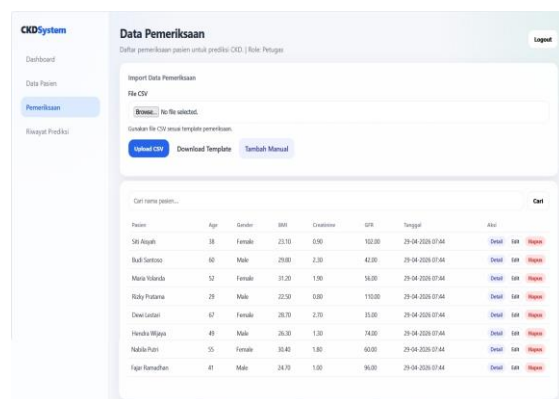 CKDSystem
Dashboard
Data Pasien
Pemeriksaan
Riwayat Prediksi
Data Pemeriksaan
Daftar pemeriksaan pasien untuk prediksi CKD. | Role: Petugas
Logout
Import Data Pemeriksaan
File CSV
Browse... No file selected.
Gunakan file CSV sesuai template pemeriksaan.
Upload CSV Download Template Tambah Manual
Cari nama pasien... Cari
Pasien Age Gender BMI Creatinine GFR Tanggal Aksi
Siti Aisyah 38 Female 23.10 0.90 102.00 29-04-2026 07:44 Detail Edit Hapus
Budi Santoso 60 Male 29.80 2.30 42.00 29-04-2026 07:44 Detail Edit Hapus
Maria Yolanda 52 Female 31.20 1.90 56.00 29-04-2026 07:44 Detail Edit Hapus
Rizky Pratama 29 Male 22.50 0.80 110.00 29-04-2026 07:44 Detail Edit Hapus
Dewi Lestari 67 Female 28.70 2.70 35.00 29-04-2026 07:44 Detail Edit Hapus
Hendra Wijaya 49 Male 26.30 1.30 74.00 29-04-2026 07:44 Detail Edit Hapus
Nabila Putri 55 Female 30.40 1.80 60.00 29-04-2026 07:44 Detail Edit Hapus
Fajar Ramadhan 41 Male 24.70 1.00 96.00 29-04-2026 07:44 Detail Edit Hapus